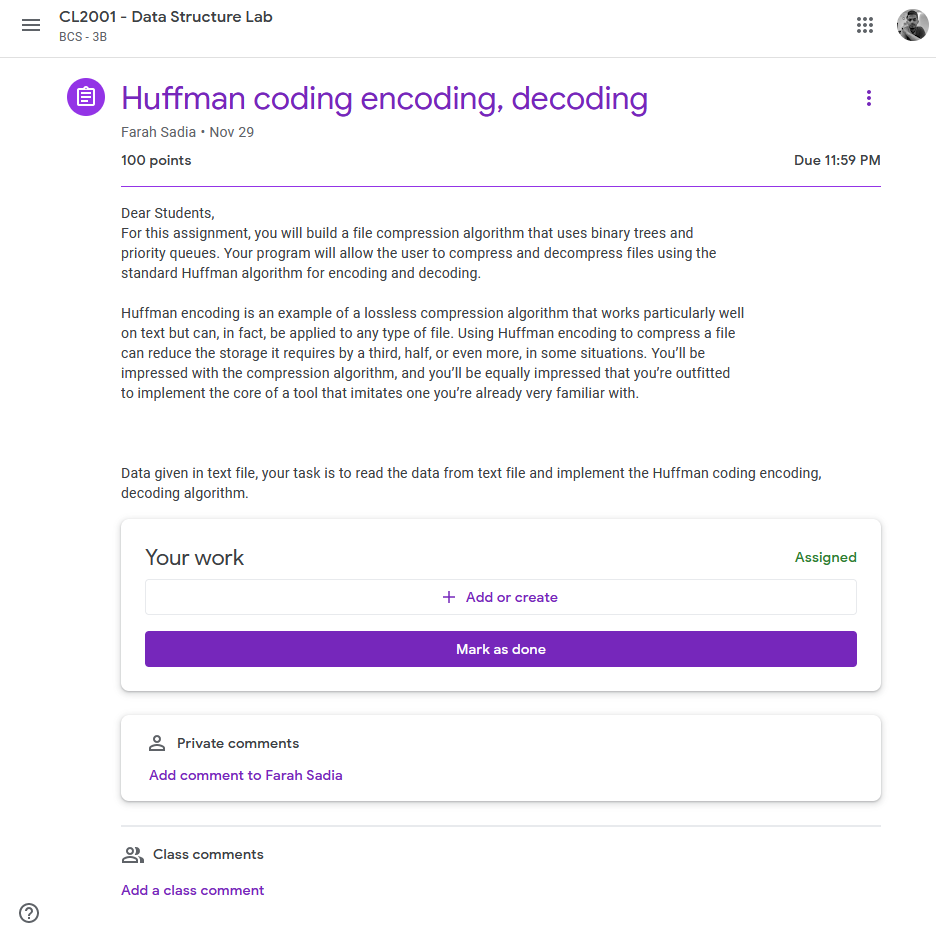 CL2001 - Data Structure Lab
BCS - 3B
Huffman coding encoding, decoding
Farah Sadia • Nov 29
100 points
Due 11:59 PM
Dear Students,
For this assignment, you will build a file compression algorithm that uses binary trees and
priority queues. Your program will allow the user to compress and decompress files using the
standard Huffman algorithm for encoding and decoding.
Huffman encoding is an example of a lossless compression algorithm that works particularly well
on text but can, in fact, be applied to any type of file. Using Huffman encoding to compress a file
can reduce the storage it requires by a third, half, or even more, in some situations. You’ll be
impressed with the compression algorithm, and you’ll be equally impressed that you’re outfitted
to implement the core of a tool that imitates one you’re already very familiar with.
Data given in text file, your task is to read the data from text file and implement the Huffman coding encoding,
decoding algorithm.
Your work
Assigned
+ Add or create
Mark as done
Private comments
Add comment to Farah Sadia
Class comments
Add a class comment